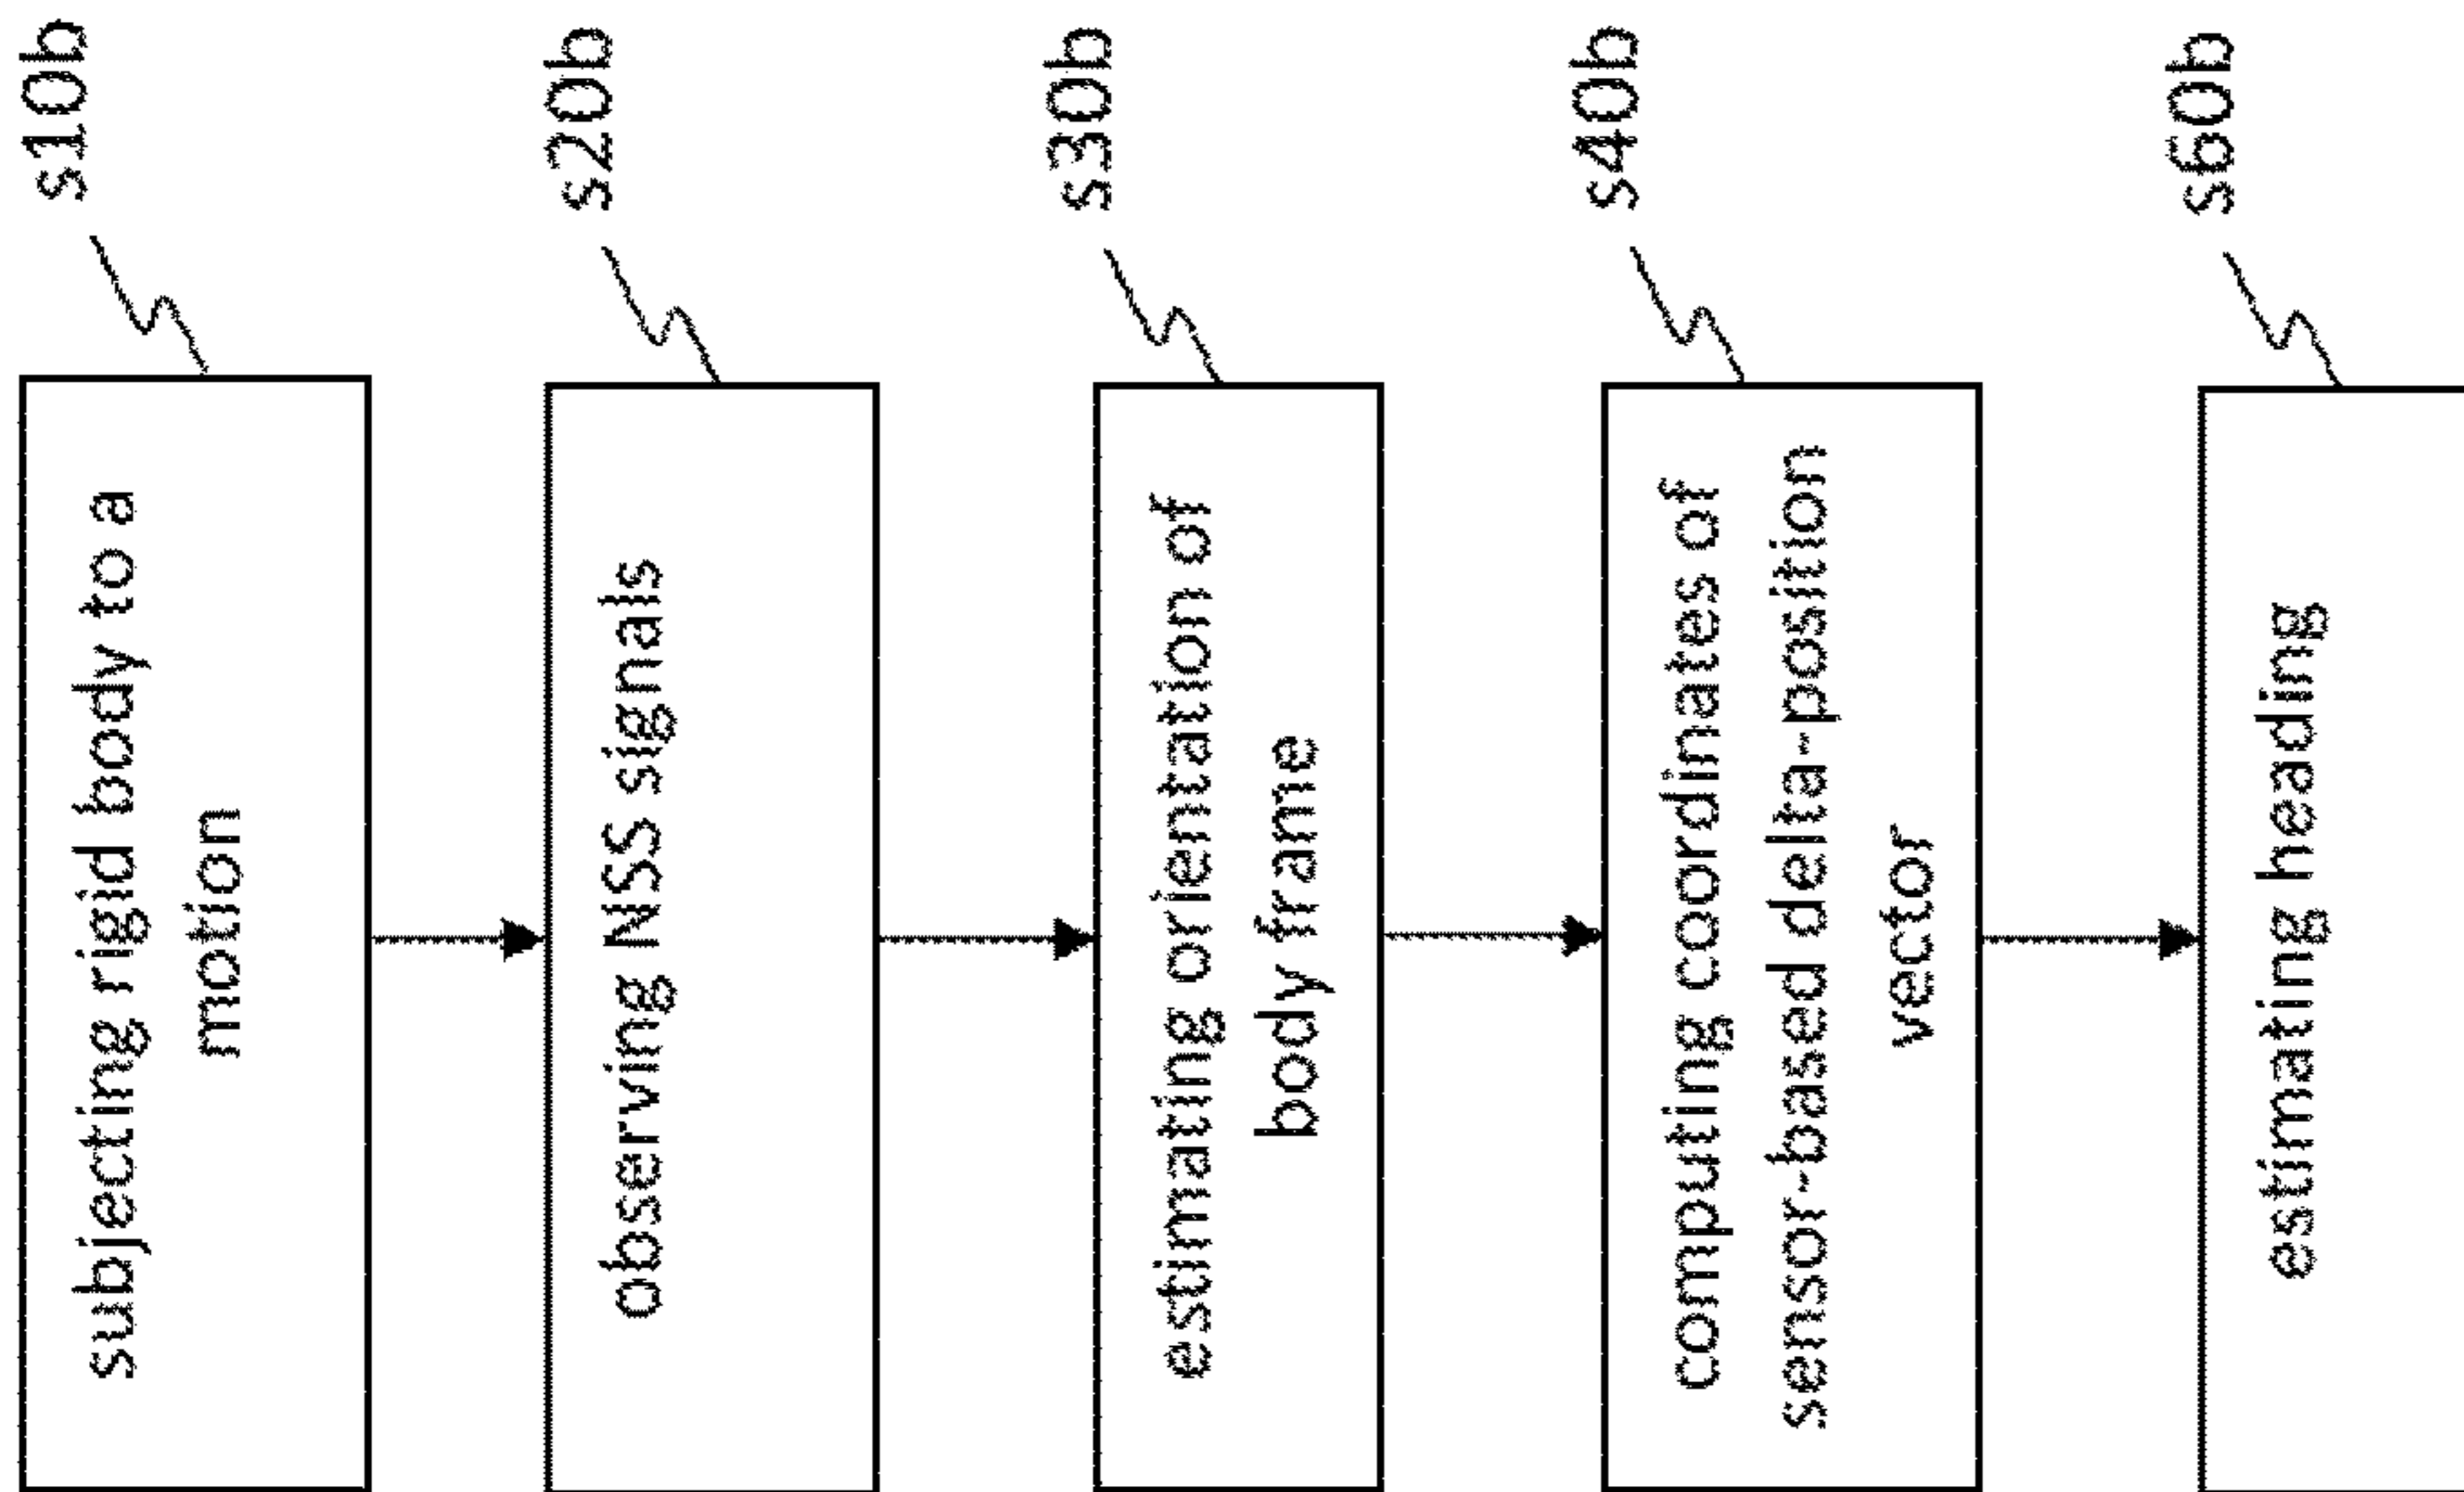 subjecting rigid body to a
motion
s10b
observing NSS signals
s20b
estimating orientation of
body frame
s30b
computing coordinates of
sensor-based delta-position
vector
s40b
estimating heading
s60b